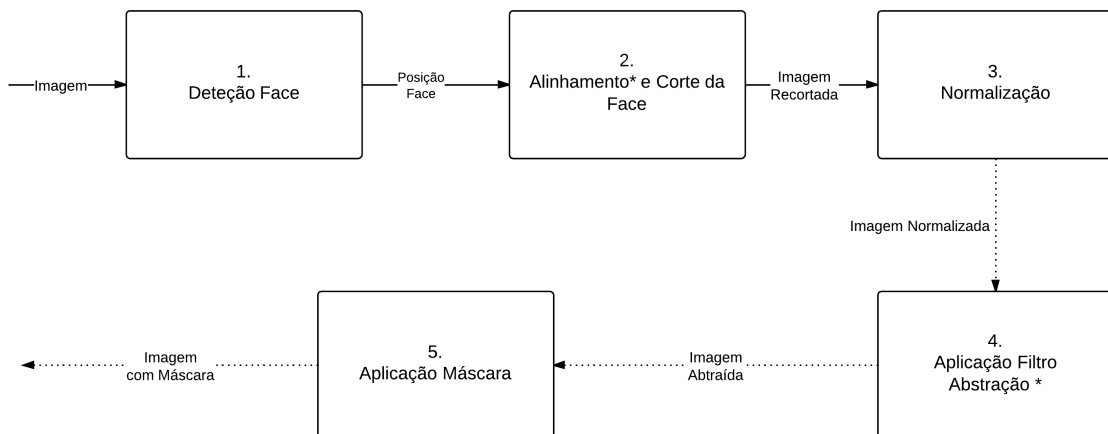 Imagem
1.
Deteção Face
Posição
Face
2.
Alinhamento* e Corte da
Face
Imagem
Recortada
3.
Normalização
Imagem Normalizada
4.
Aplicação Filtro
Abstração *
Imagem
Abtraída
5.
Aplicação Máscara
Imagem
com Máscara